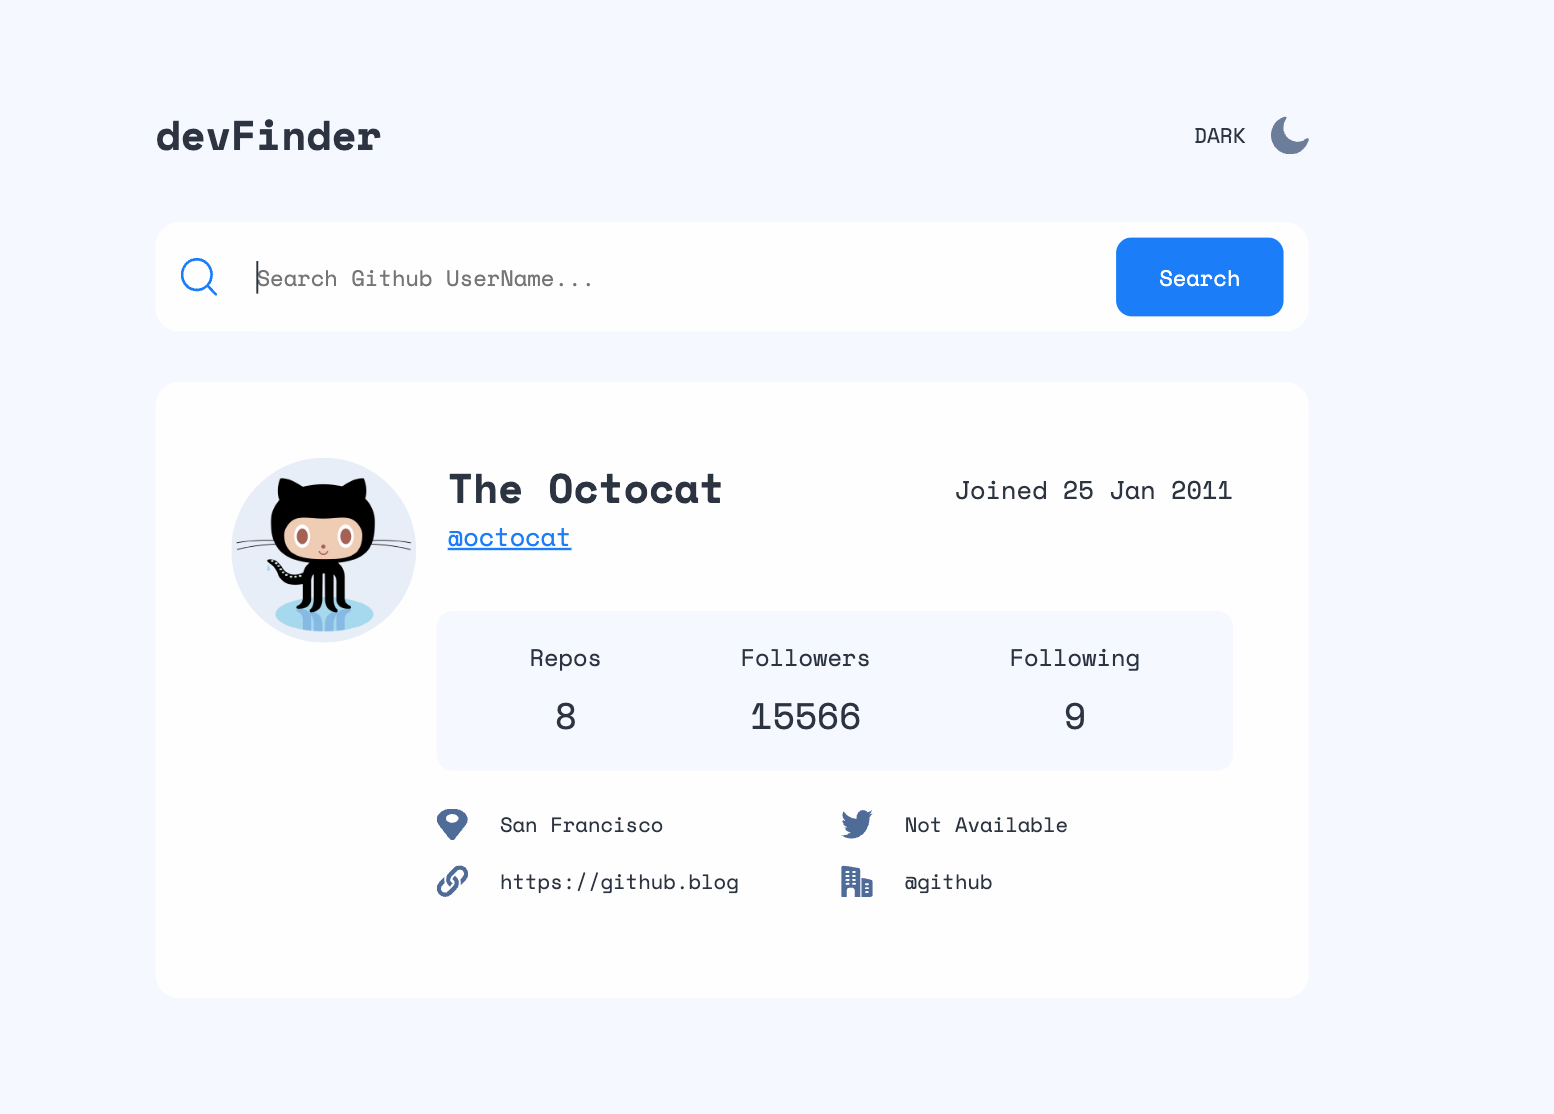 devFinder
DARK
Search Github UserName...
Search
The Octocat
Joined 25 Jan 2011
@octocat
Repos
Followers
Following
8
15566
9
San Francisco
Not Available
https://github.blog
@github